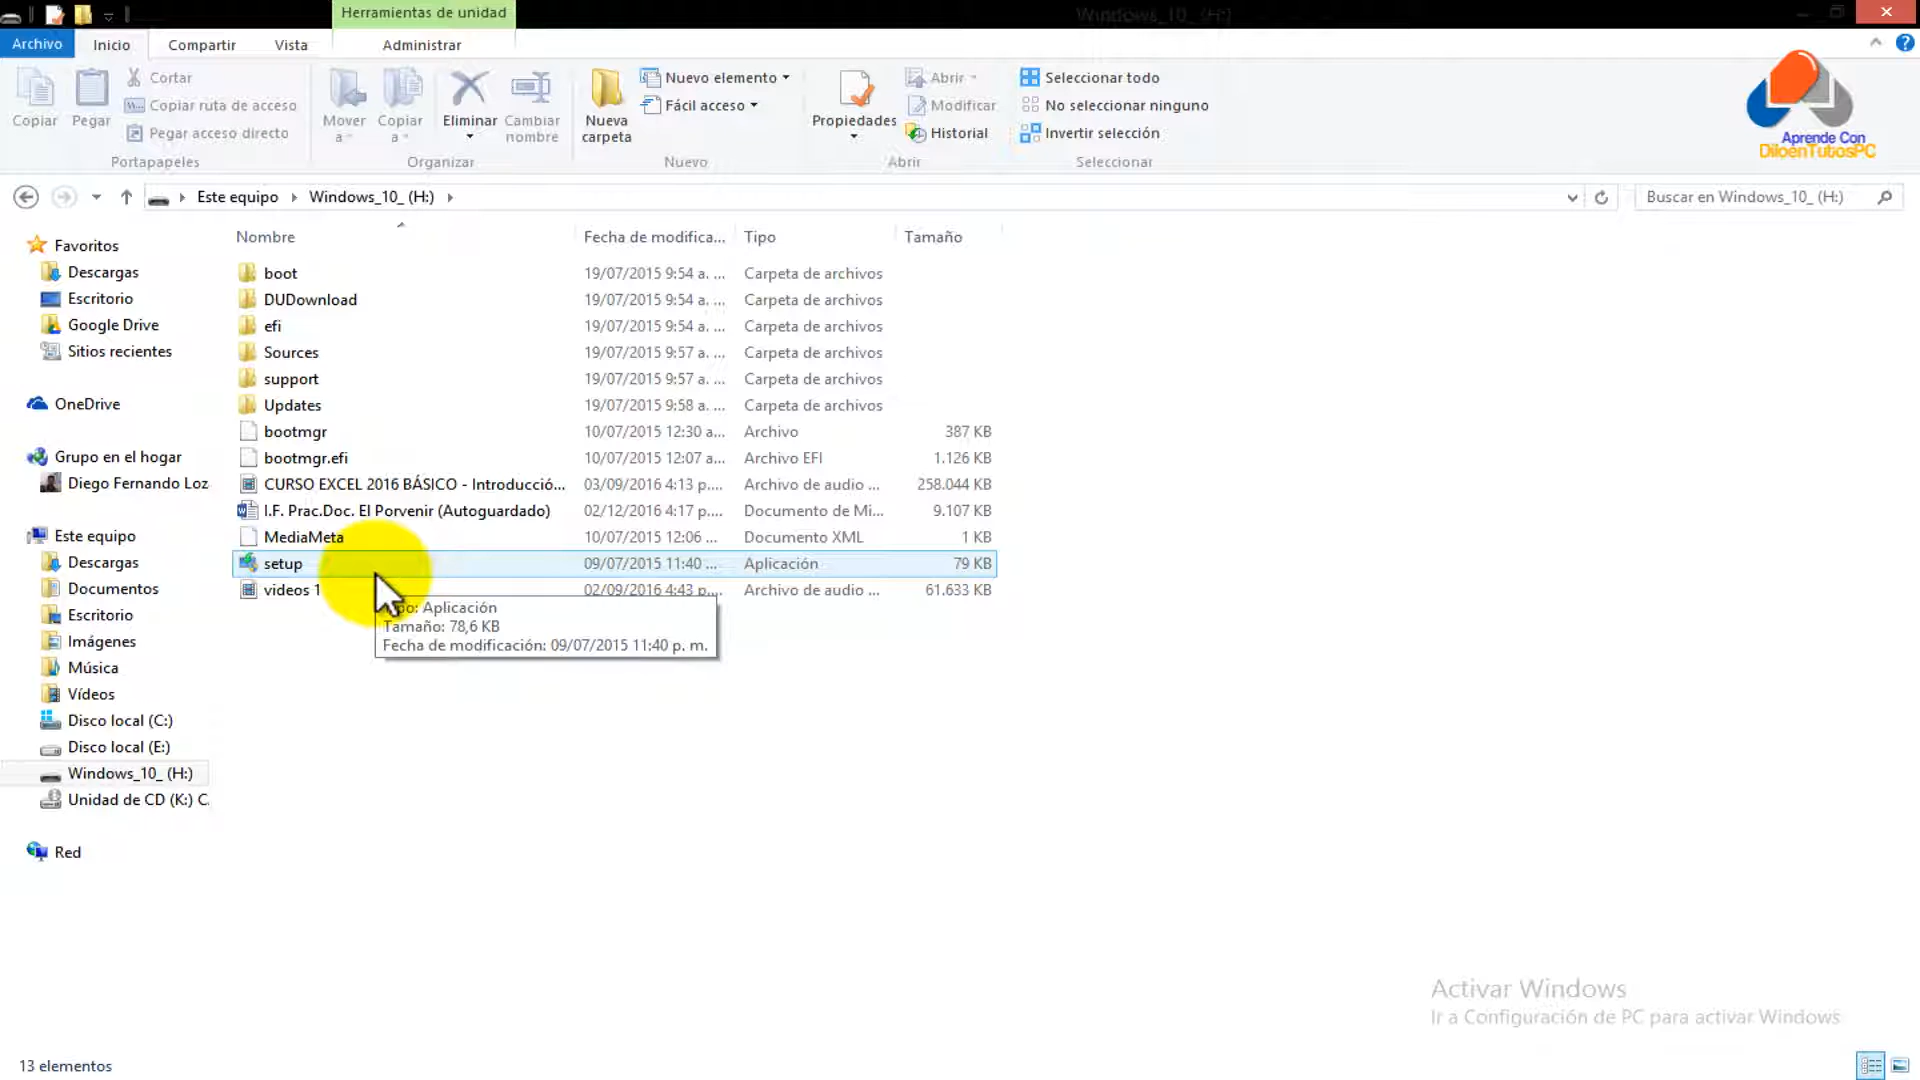 Herramientas de unidad
Windows_10_ (H:)
Archivo
Inicio
Compartir
Vista
Administrar
Copiar
Pegar
Cortar
Copiar ruta de acceso
Pegar acceso directo
Portapapeles
Mover a
Copiar a
Eliminar
Cambiar nombre
Organizar
Nueva carpeta
Nuevo elemento
Fácil acceso
Nuevo
Propiedades
Abrir
Modificar
Historial
Abrir
Seleccionar todo
No seleccionar ninguno
Invertir selección
Seleccionar
Aprende Con
DiloenTutosPC
Este equipo
Windows_10_ (H:)
Buscar en Windows_10_ (H:)
Favoritos
Descargas
Escritorio
Google Drive
Sitios recientes
OneDrive
Grupo en el hogar
Diego Fernando Loz
Este equipo
Descargas
Documentos
Escritorio
Imágenes
Música
Vídeos
Disco local (C:)
Disco local (E:)
Windows_10_ (H:)
Unidad de CD (K:) C.
Red
Nombre Fecha de modifica... Tipo Tamaño
boot 19/07/2015 9:54 a. ... Carpeta de archivos
DUDownload 19/07/2015 9:54 a. ... Carpeta de archivos
efi 19/07/2015 9:54 a. ... Carpeta de archivos
Sources 19/07/2015 9:57 a. ... Carpeta de archivos
support 19/07/2015 9:57 a. ... Carpeta de archivos
Updates 19/07/2015 9:58 a. ... Carpeta de archivos
bootmgr 10/07/2015 12:30 a... Archivo 387 KB
bootmgr.efi 10/07/2015 12:07 a... Archivo EFI 1.126 KB
CURSO EXCEL 2016 BÁSICO - Introducció... 03/09/2016 4:13 p.... Archivo de audio ... 258.044 KB
I.F. Prac.Doc. El Porvenir (Autoguardado) 02/12/2016 4:17 p.... Documento de Mi... 9.107 KB
MediaMeta 10/07/2015 12:06 ... Documento XML 1 KB
setup 09/07/2015 11:40 ... Aplicación 79 KB
videos 1 02/09/2016 4:43 p.... Archivo de audio ... 61.633 KB
Aplicación
Tamaño: 78,6 KB
Fecha de modificación: 09/07/2015 11:40 p. m.
Activar Windows
Ir a Configuración de PC para activar Windows
13 elementos